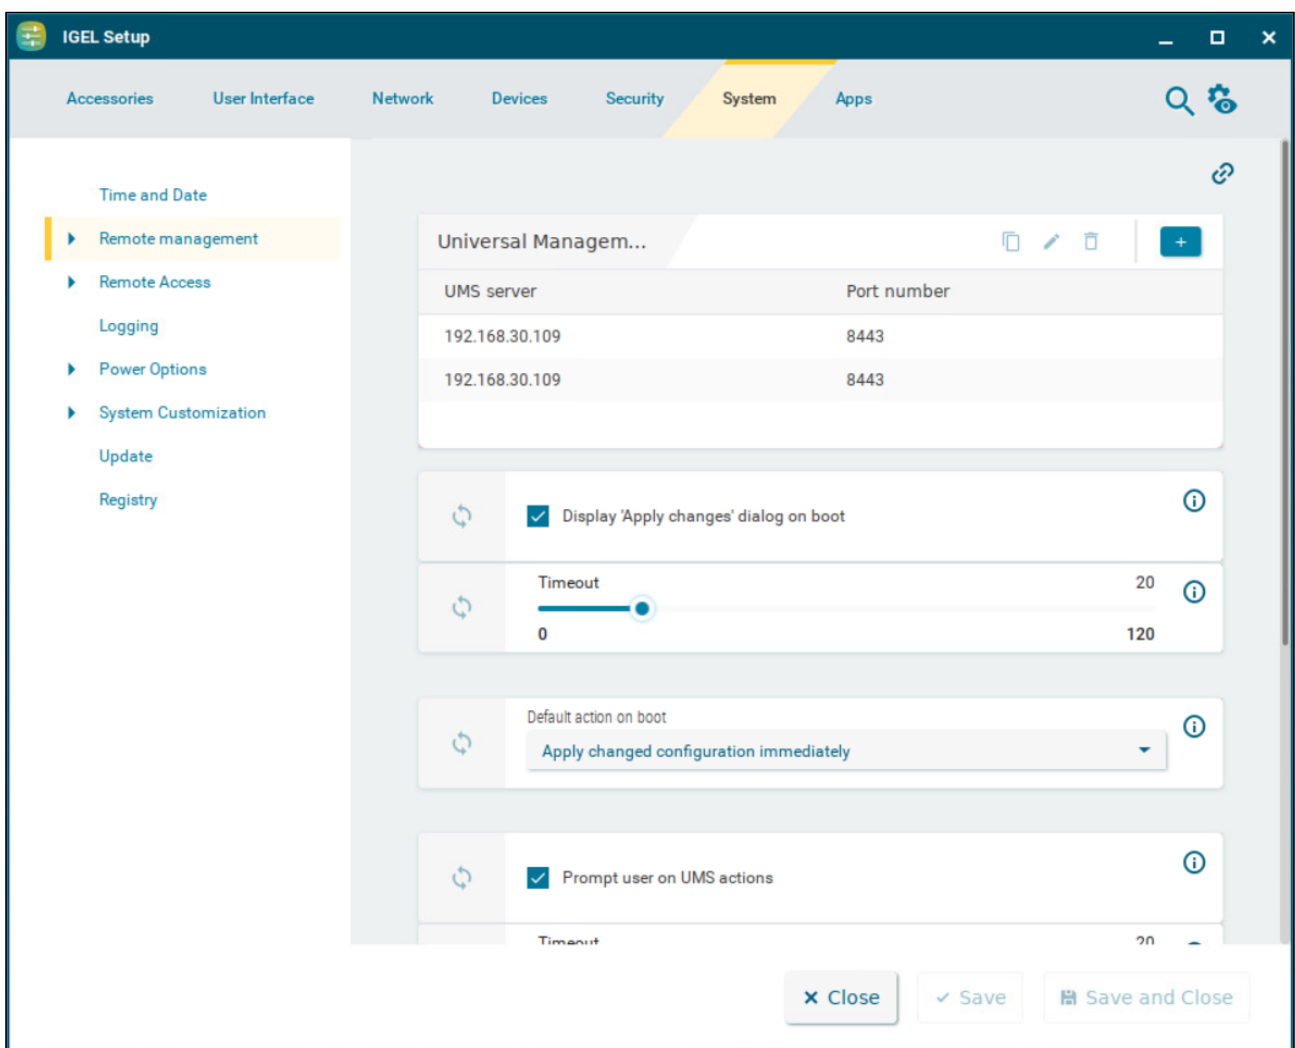 IGEL Setup
Accessories User Interface Network Devices Security System Apps
Time and Date
Remote management
Remote Access
Logging
Power Options
System Customization
Update
Registry
Universal Managem...
+
UMS server Port number
192.168.30.109 8443
192.168.30.109 8443
Display 'Apply changes' dialog on boot
Timeout 20
0 120
Default action on boot
Apply changed configuration immediately
Prompt user on UMS actions
Timeout 20
Close Save Save and Close